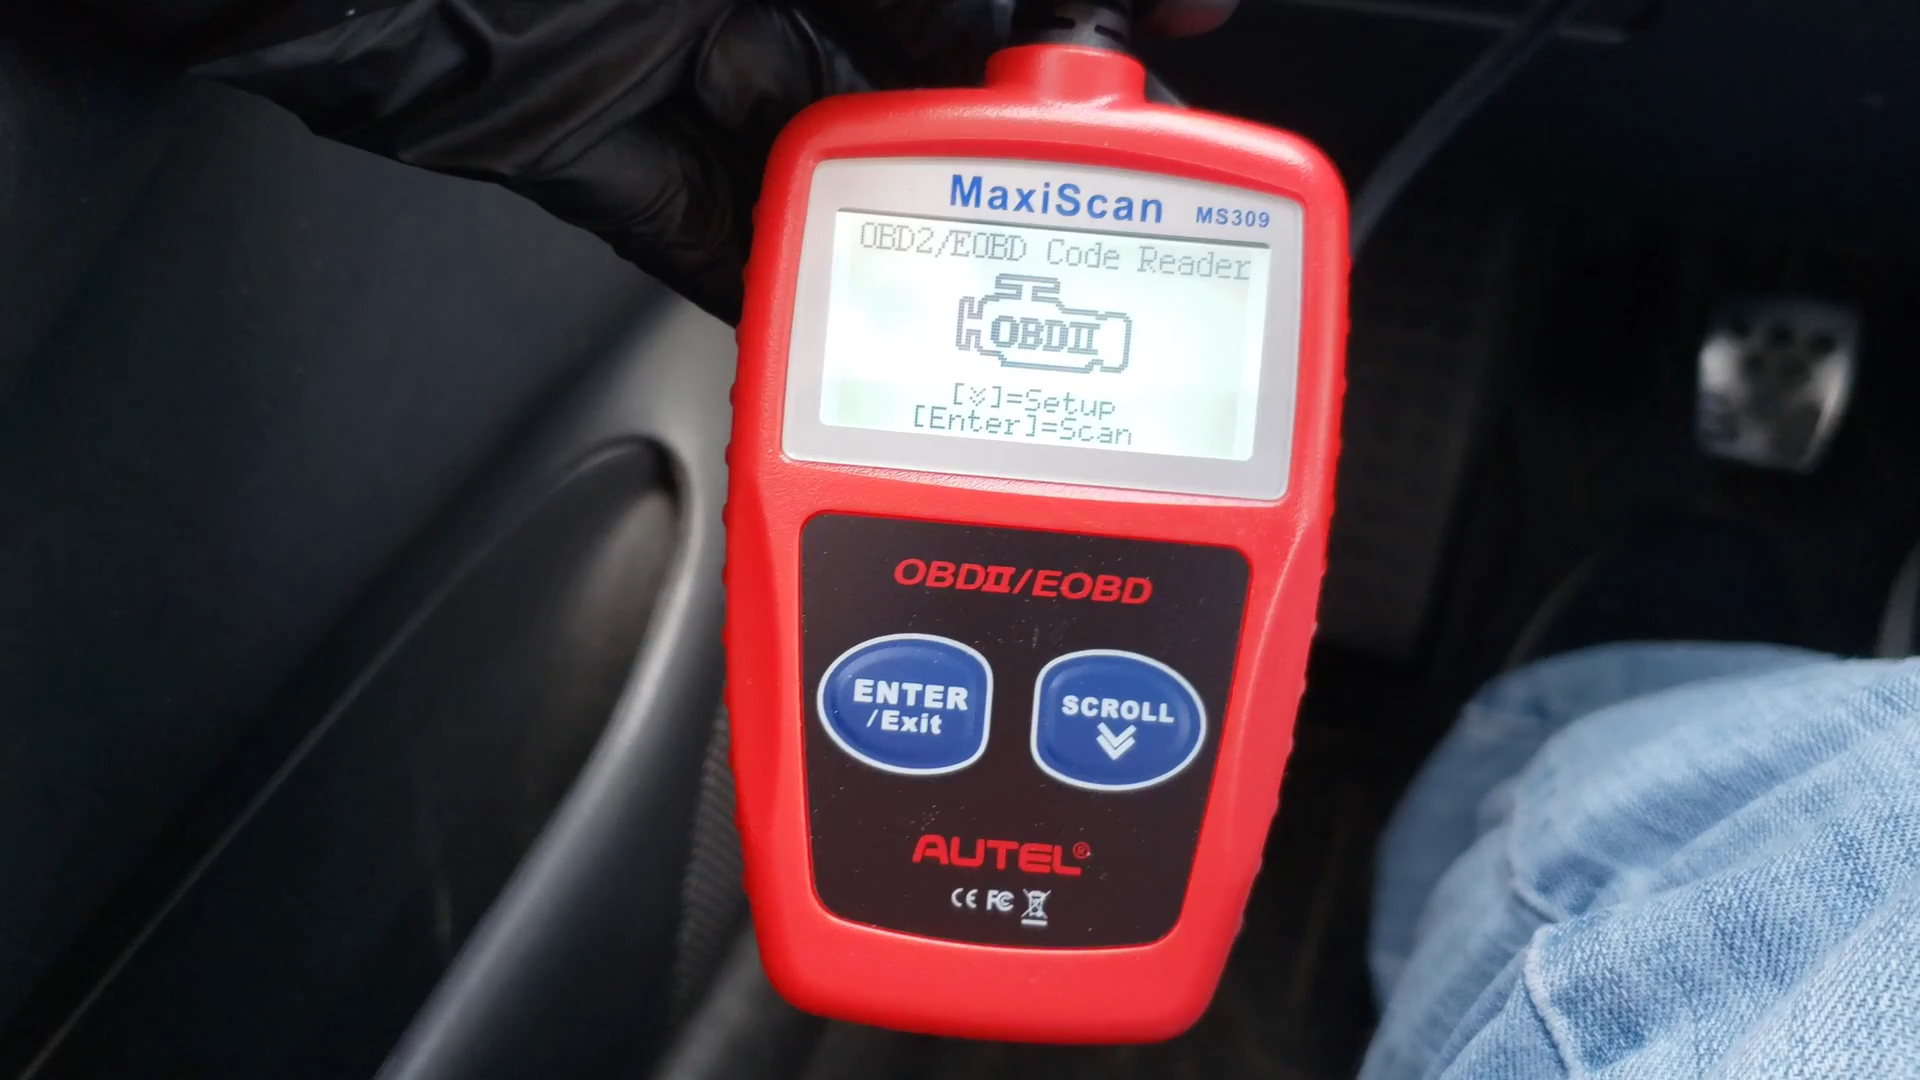 MaxiScan MS309
OBD2/EOBD Code Reader
OBDII
[⌄]=Setup
[Enter]=Scan
OBDII/EOBD
ENTER
/Exit
SCROLL
AUTEL®
CE FC